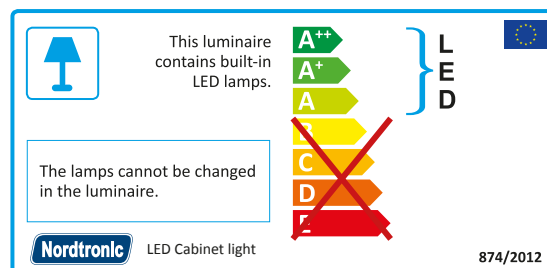 This luminaire
contains built-in
LED lamps.
A++
A+
A
B
C
D
E
L
E
D
The lamps cannot be changed
in the luminaire.
Nordtronic
LED Cabinet light
874/2012